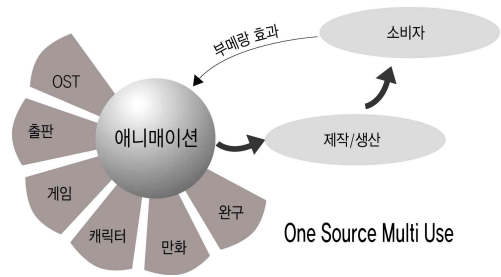 부메랑 효과
소비자
OST
출판
애니매이션
제작/생산
게임
캐릭터
만화
완구
One Source Multi Use